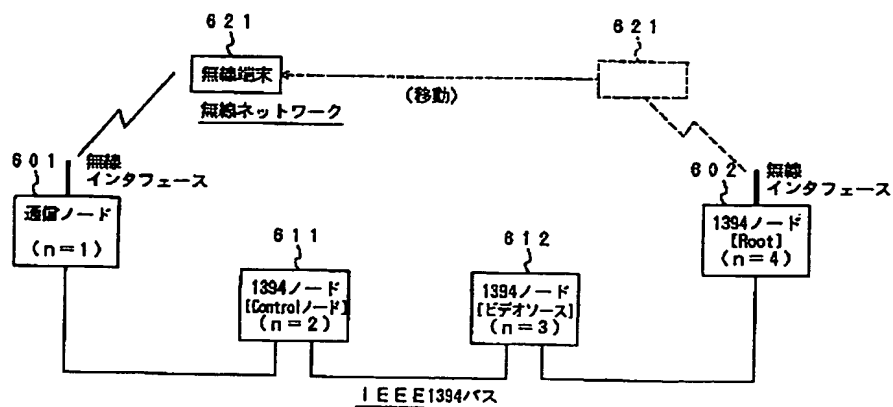 ６２１
無線端末
無線ネットワーク
（移動）
６２１
６０１
無線
インタフェース
通信ノード
（ｎ＝１）
６１１
1394ノード
[Controlノード]
（ｎ＝２）
６１２
1394ノード
[ビデオソース]
（ｎ＝３）
６０２
無線
インタフェース
1394ノード
[Root]
（ｎ＝４）
ＩＥＥＥ1394バス